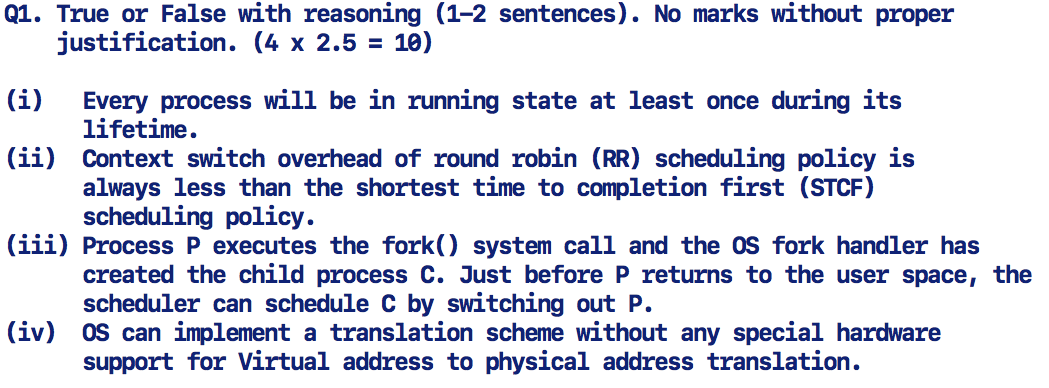 Q1. True or False with reasoning (1–2 sentences). No marks without proper
justification. (4 x 2.5 = 10)
(i) Every process will be in running state at least once during its
lifetime.
(ii) Context switch overhead of round robin (RR) scheduling policy is
always less than the shortest time to completion first (STCF)
scheduling policy.
(iii) Process P executes the fork() system call and the OS fork handler has
created the child process C. Just before P returns to the user space, the
scheduler can schedule C by switching out P.
(iv) OS can implement a translation scheme without any special hardware
support for Virtual address to physical address translation.